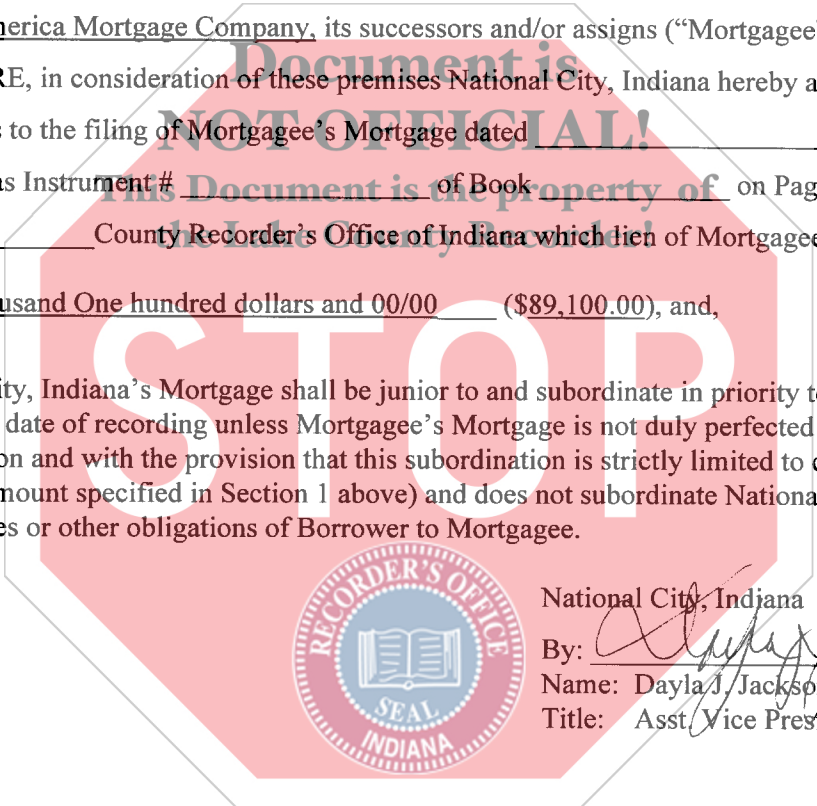 merica Mortgage Company, its successors and/or assigns ("Mortgagee"
Document is
RE, in consideration of these premises National City, Indiana hereby a
NOT OFFICIAL!
s to the filing of Mortgagee's Mortgage dated
This Document is the property of
as Instrument # of Book on Pag
the Lake County Recorder!
County Recorder's Office of Indiana which lien of Mortgagee
usand One hundred dollars and 00/00 ($89,100.00), and,
STOP
ity, Indiana's Mortgage shall be junior to and subordinate in priority t
date of recording unless Mortgagee's Mortgage is not duly perfected
on and with the provision that this subordination is strictly limited to
mount specified in Section 1 above) and does not subordinate Nationa
es or other obligations of Borrower to Mortgagee.
RECORDER'S OFFICE
SEAL
INDIANA
National City, Indiana
By:
Name: Dayla J. Jackso
Title: Asst. Vice Pres